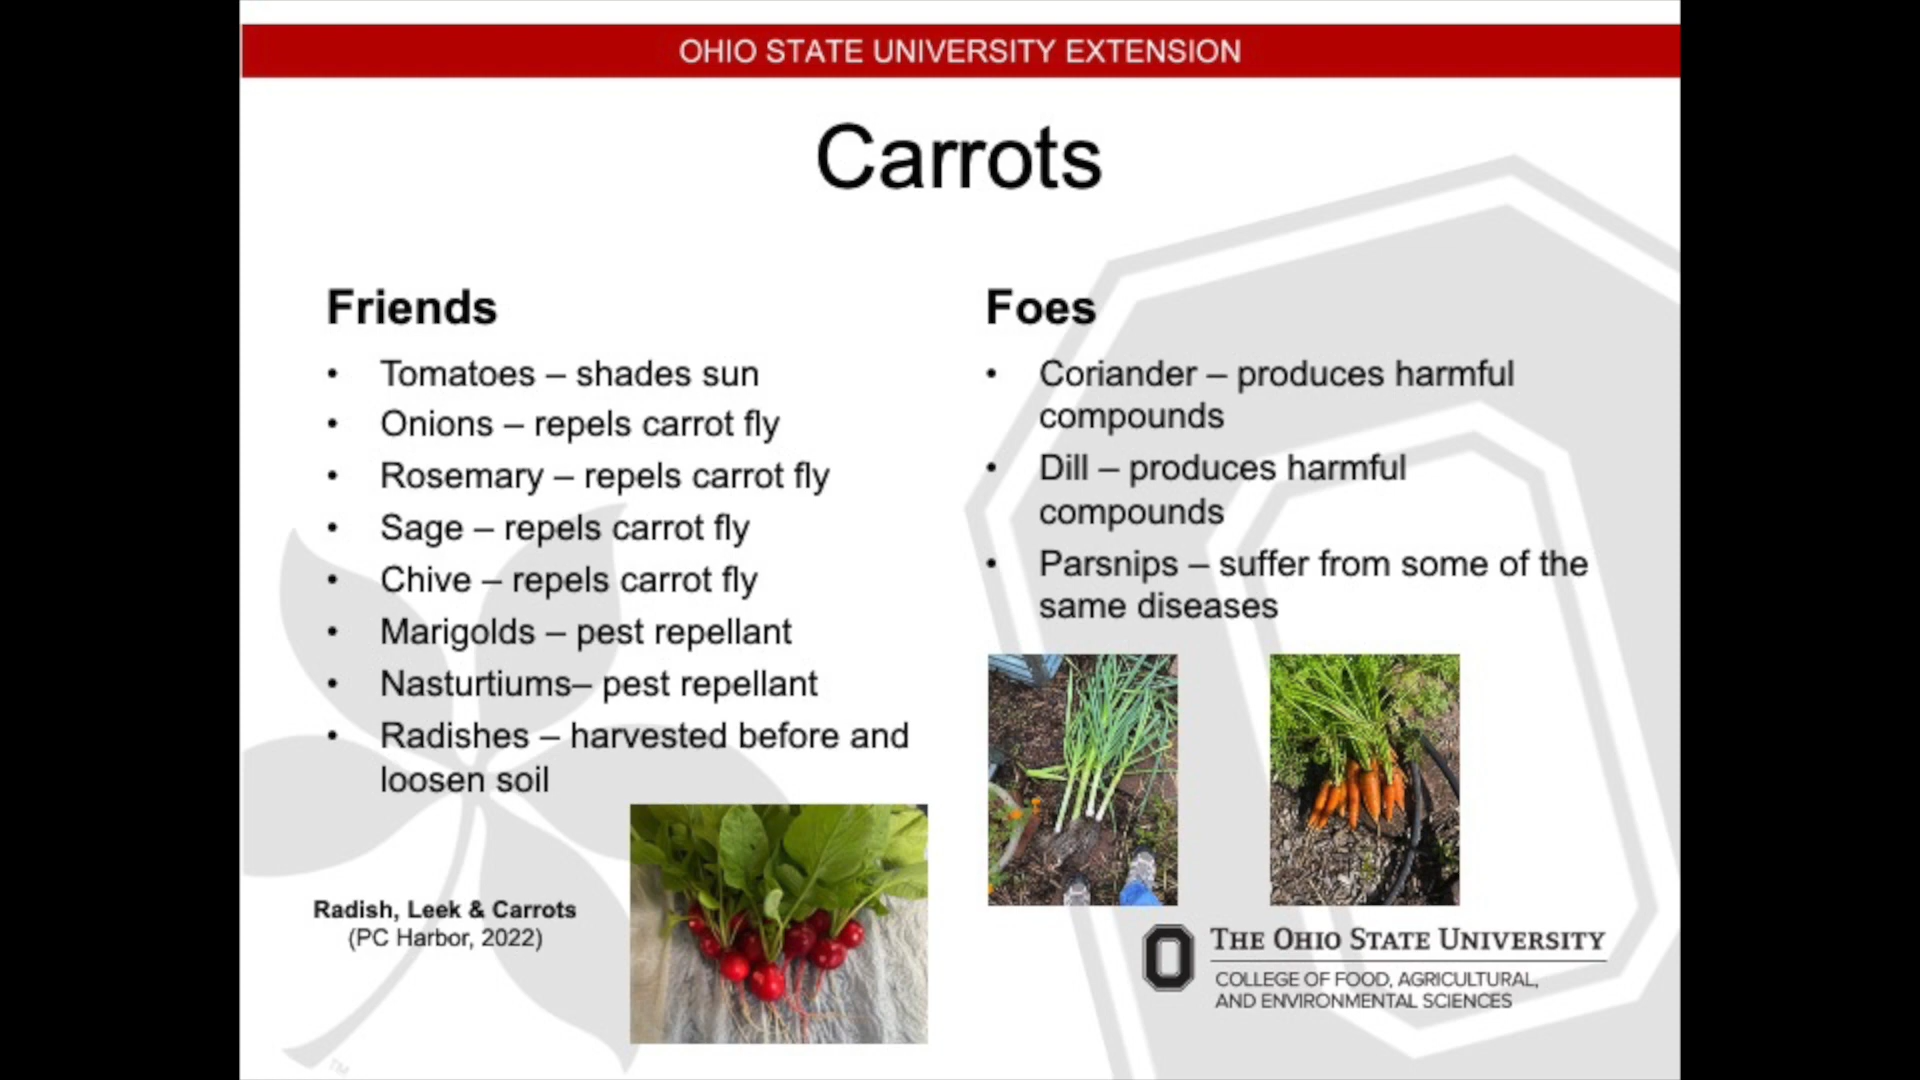 OHIO STATE UNIVERSITY EXTENSION
Carrots
Friends
• Tomatoes – shades sun
• Onions – repels carrot fly
• Rosemary – repels carrot fly
• Sage – repels carrot fly
• Chive – repels carrot fly
• Marigolds – pest repellant
• Nasturtiums– pest repellant
• Radishes – harvested before and
loosen soil
Foes
• Coriander – produces harmful
compounds
• Dill – produces harmful
compounds
• Parsnips – suffer from some of the
same diseases
Radish, Leek & Carrots
(PC Harbor, 2022)
THE OHIO STATE UNIVERSITY
COLLEGE OF FOOD, AGRICULTURAL,
AND ENVIRONMENTAL SCIENCES
TM